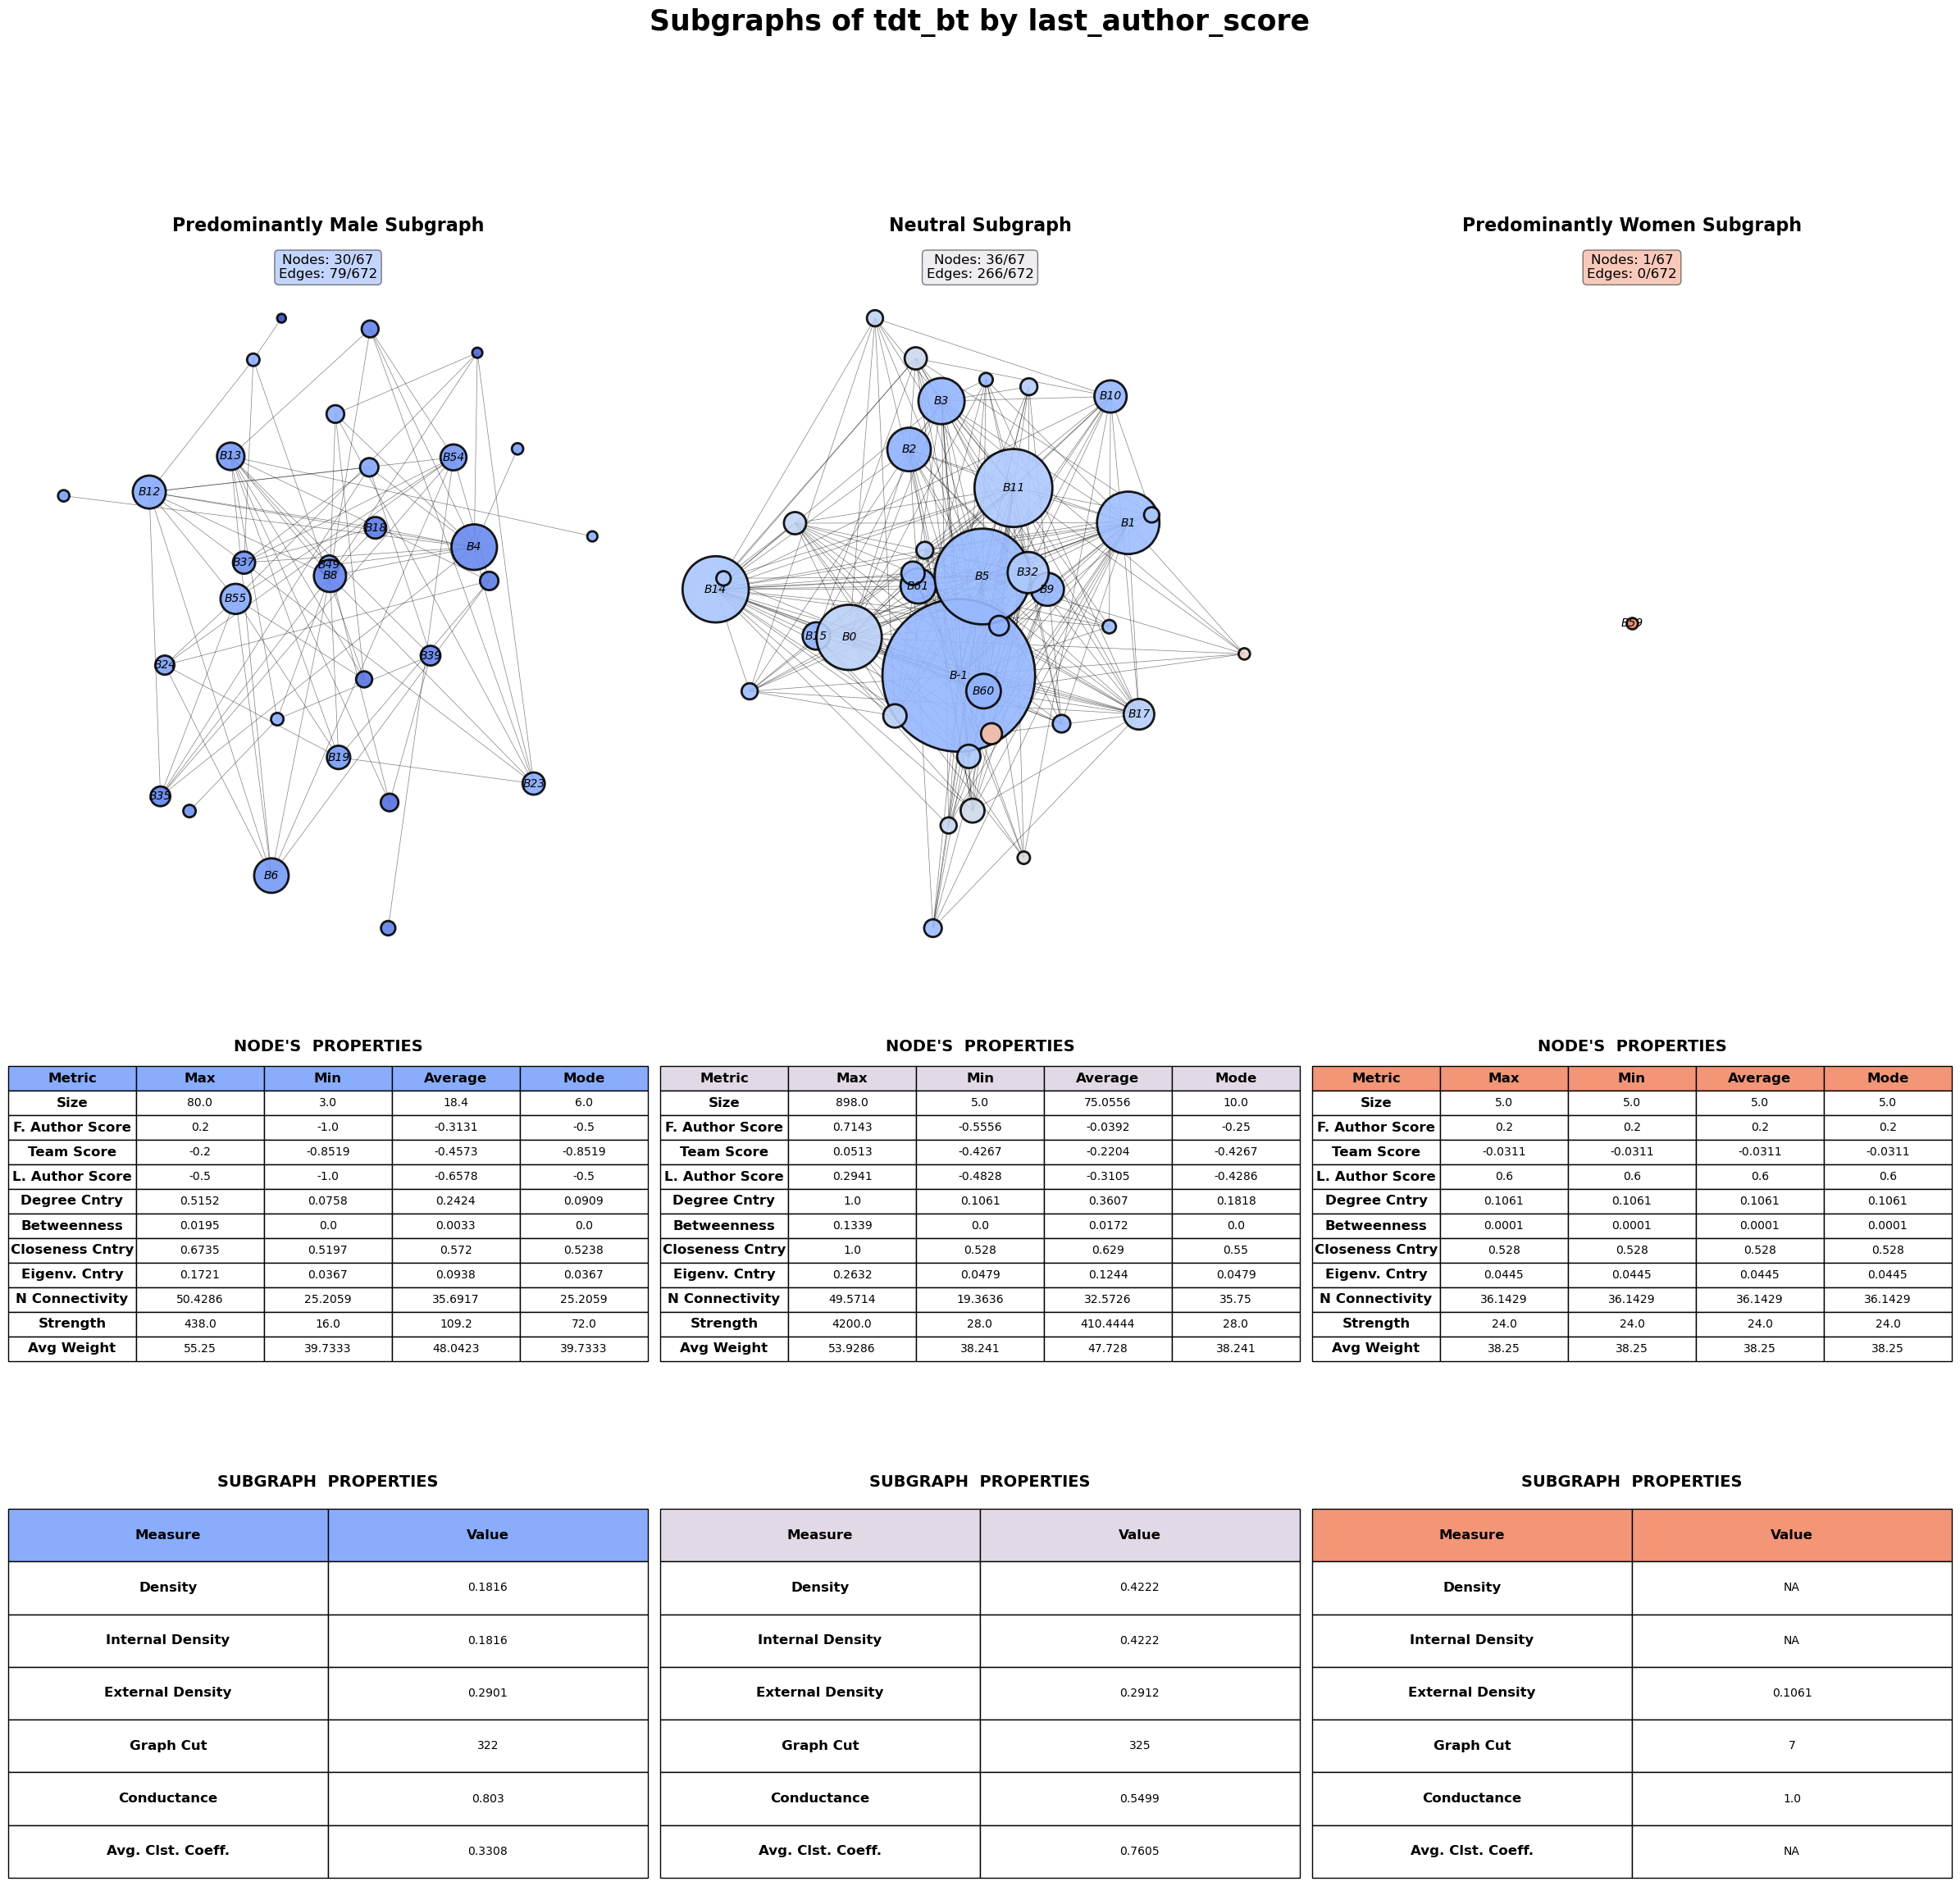 Subgraphs of tdt_bt by last_author_score
Predominantly Male Subgraph
Nodes: 30/67
Edges: 79/672
B13
B54
B12
B18
B4
B37
B49
B8
B55
B39
B24
B19
B23
B35
B6
Neutral Subgraph
Nodes: 36/67
Edges: 266/672
B10
B3
B2
B11
B1
B32
B5
B61
B9
B14
B15
B0
B-1
B60
B17
Predominantly Women Subgraph
Nodes: 1/67
Edges: 0/672
B59
NODE'S PROPERTIES
Metric Max Min Average Mode
Size 80.0 3.0 18.4 6.0
F. Author Score 0.2 -1.0 -0.3131 -0.5
Team Score -0.2 -0.8519 -0.4573 -0.8519
L. Author Score -0.5 -1.0 -0.6578 -0.5
Degree Cntry 0.5152 0.0758 0.2424 0.0909
Betweenness 0.0195 0.0 0.0033 0.0
Closeness Cntry 0.6735 0.5197 0.572 0.5238
Eigenv. Cntry 0.1721 0.0367 0.0938 0.0367
N Connectivity 50.4286 25.2059 35.6917 25.2059
Strength 438.0 16.0 109.2 72.0
Avg Weight 55.25 39.7333 48.0423 39.7333
NODE'S PROPERTIES
Metric Max Min Average Mode
Size 898.0 5.0 75.0556 10.0
F. Author Score 0.7143 -0.5556 -0.0392 -0.25
Team Score 0.0513 -0.4267 -0.2204 -0.4267
L. Author Score 0.2941 -0.4828 -0.3105 -0.4286
Degree Cntry 1.0 0.1061 0.3607 0.1818
Betweenness 0.1339 0.0 0.0172 0.0
Closeness Cntry 1.0 0.528 0.629 0.55
Eigenv. Cntry 0.2632 0.0479 0.1244 0.0479
N Connectivity 49.5714 19.3636 32.5726 35.75
Strength 4200.0 28.0 410.4444 28.0
Avg Weight 53.9286 38.241 47.728 38.241
NODE'S PROPERTIES
Metric Max Min Average Mode
Size 5.0 5.0 5.0 5.0
F. Author Score 0.2 0.2 0.2 0.2
Team Score -0.0311 -0.0311 -0.0311 -0.0311
L. Author Score 0.6 0.6 0.6 0.6
Degree Cntry 0.1061 0.1061 0.1061 0.1061
Betweenness 0.0001 0.0001 0.0001 0.0001
Closeness Cntry 0.528 0.528 0.528 0.528
Eigenv. Cntry 0.0445 0.0445 0.0445 0.0445
N Connectivity 36.1429 36.1429 36.1429 36.1429
Strength 24.0 24.0 24.0 24.0
Avg Weight 38.25 38.25 38.25 38.25
SUBGRAPH PROPERTIES
Measure Value
Density 0.1816
Internal Density 0.1816
External Density 0.2901
Graph Cut 322
Conductance 0.803
Avg. Clst. Coeff. 0.3308
SUBGRAPH PROPERTIES
Measure Value
Density 0.4222
Internal Density 0.4222
External Density 0.2912
Graph Cut 325
Conductance 0.5499
Avg. Clst. Coeff. 0.7605
SUBGRAPH PROPERTIES
Measure Value
Density NA
Internal Density NA
External Density 0.1061
Graph Cut 7
Conductance 1.0
Avg. Clst. Coeff. NA